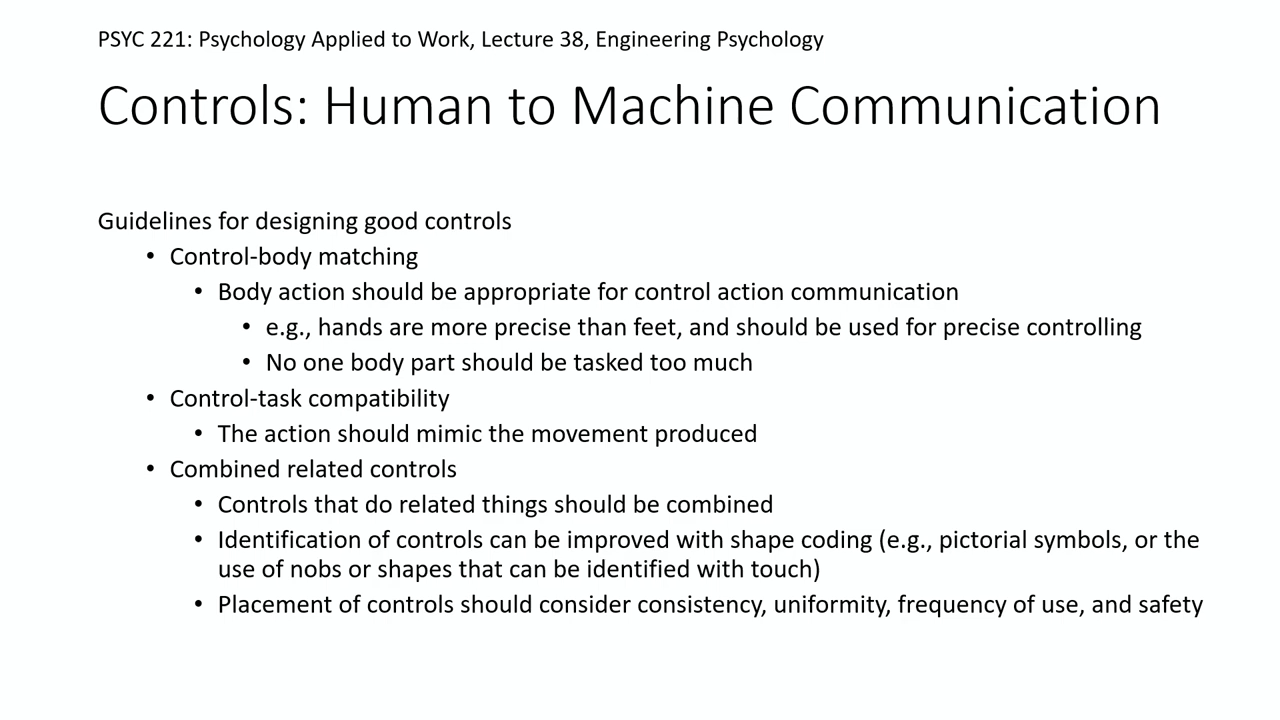 PSYC 221: Psychology Applied to Work, Lecture 38, Engineering Psychology
Controls: Human to Machine Communication
Guidelines for designing good controls
• Control-body matching
• Body action should be appropriate for control action communication
• e.g., hands are more precise than feet, and should be used for precise controlling
• No one body part should be tasked too much
• Control-task compatibility
• The action should mimic the movement produced
• Combined related controls
• Controls that do related things should be combined
• Identification of controls can be improved with shape coding (e.g., pictorial symbols, or the
use of nobs or shapes that can be identified with touch)
• Placement of controls should consider consistency, uniformity, frequency of use, and safety